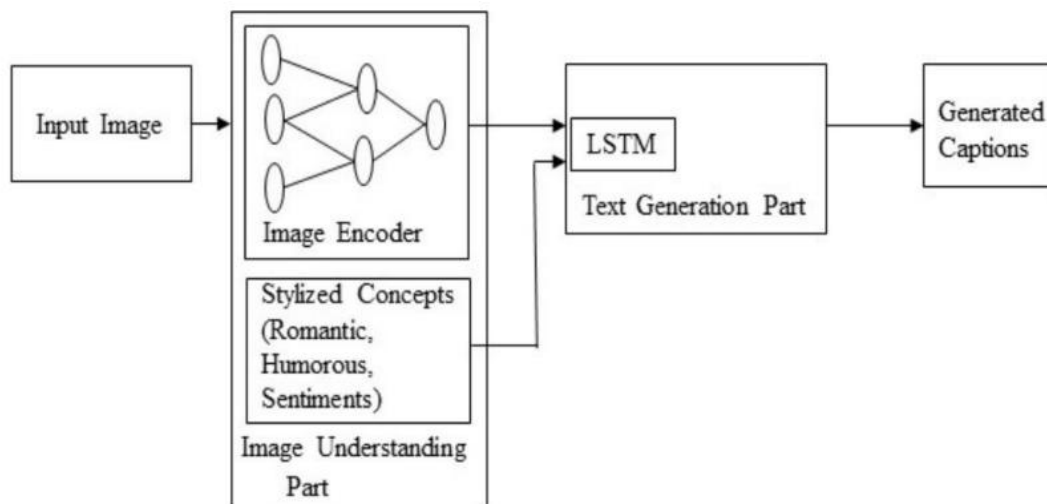 Input Image
Image Encoder
Stylized Concepts
(Romantic,
Humorous,
Sentiments)
Image Understanding
Part
LSTM
Text Generation Part
Generated
Captions